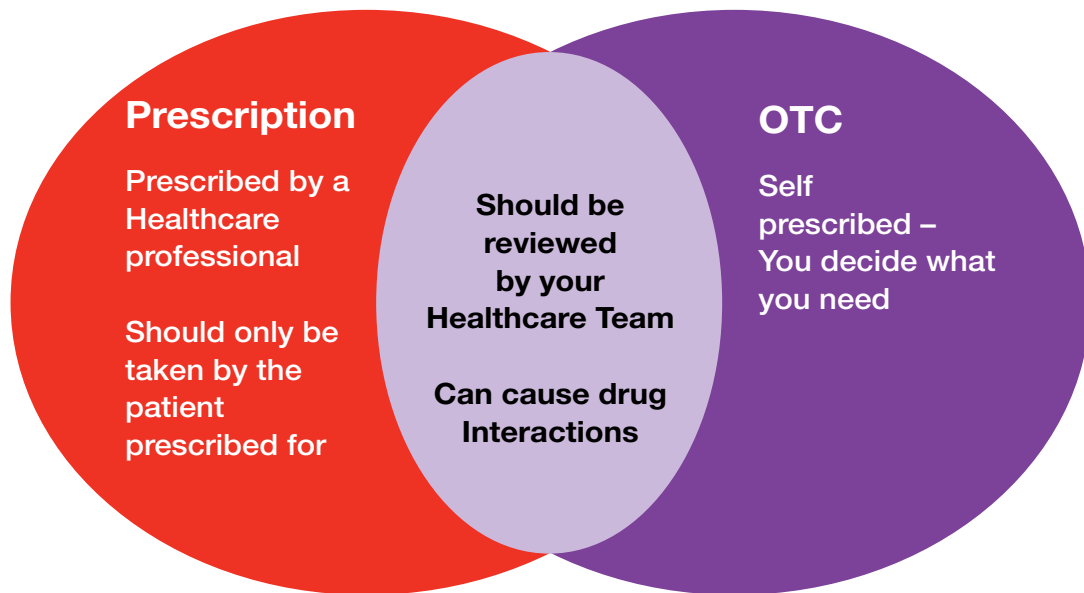 Prescription
Prescribed by a
Healthcare
professional
Should only be
taken by the
patient
prescribed for
Should be
reviewed
by your
Healthcare Team
Can cause drug
Interactions
OTC
Self
prescribed –
You decide what
you need